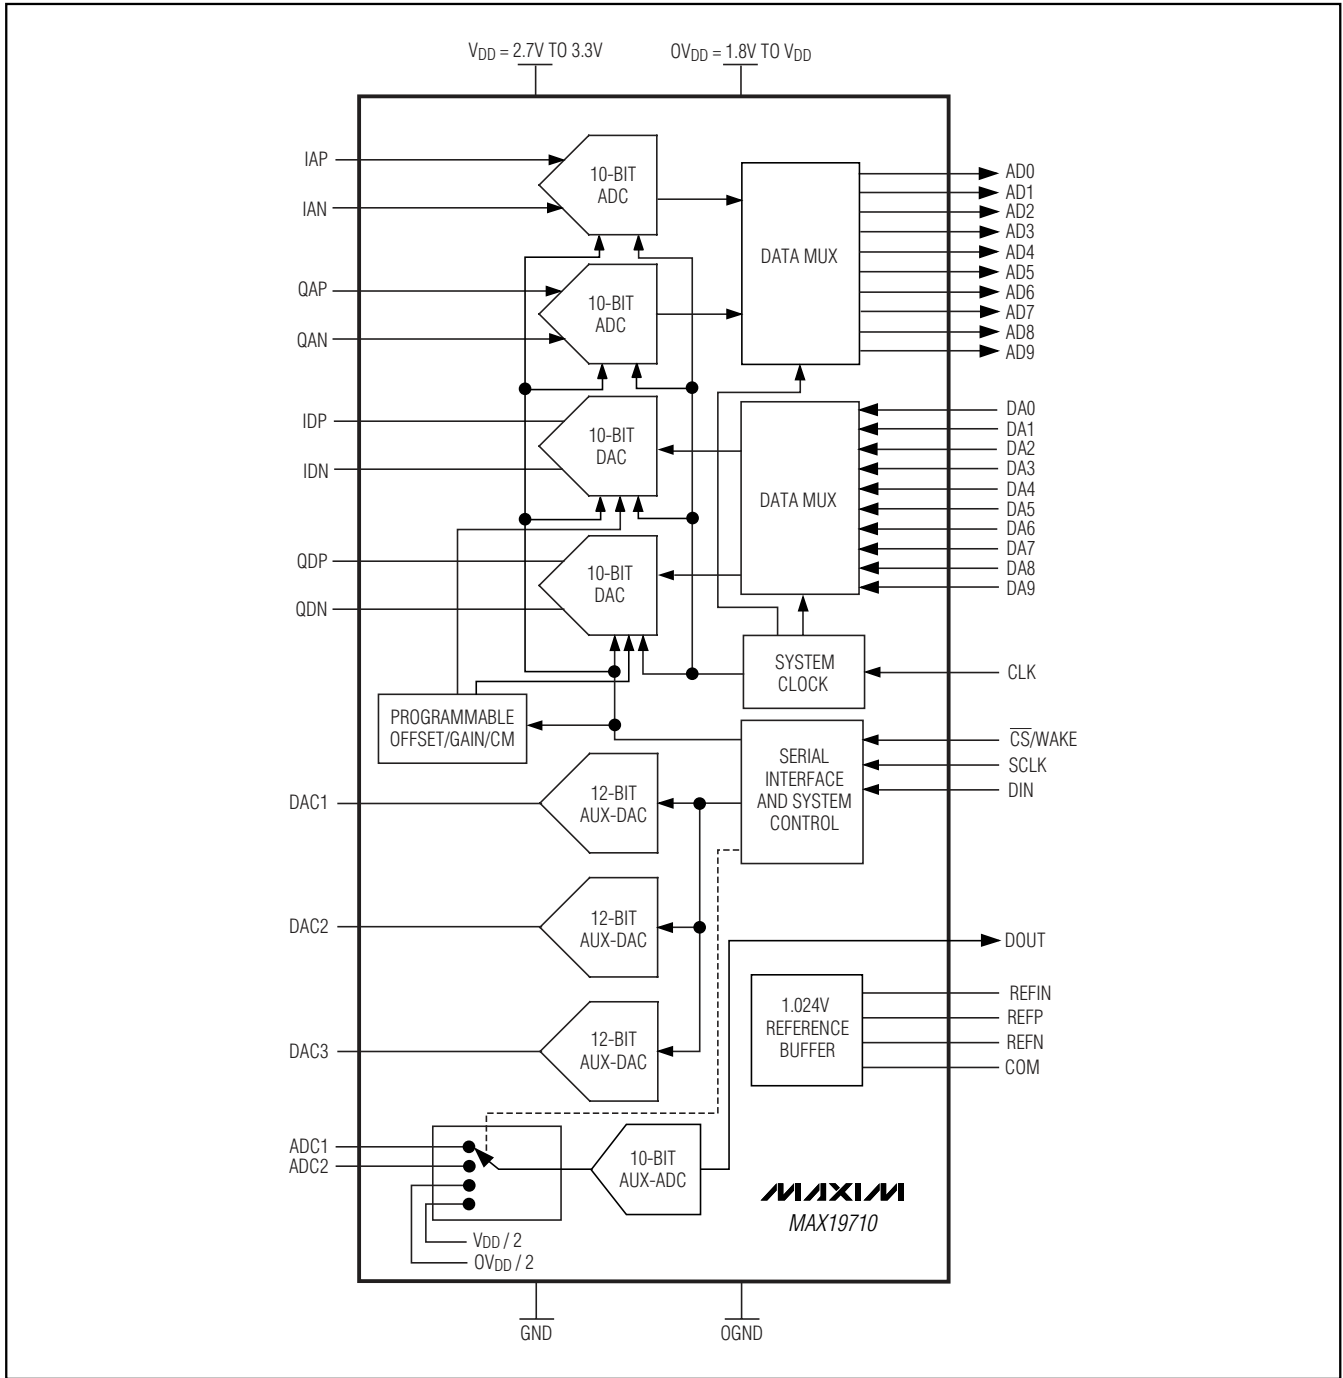 VDD = 2.7V TO 3.3V
OVDD = 1.8V TO VDD
IAP
IAN
10-BIT
ADC
QAP
QAN
10-BIT
ADC
DATA MUX
AD0
AD1
AD2
AD3
AD4
AD5
AD6
AD7
AD8
AD9
IDP
IDN
10-BIT
DAC
QDP
QDN
10-BIT
DAC
DATA MUX
DA0
DA1
DA2
DA3
DA4
DA5
DA6
DA7
DA8
DA9
SYSTEM
CLOCK
CLK
PROGRAMMABLE
OFFSET/GAIN/CM
SERIAL
INTERFACE
AND SYSTEM
CONTROL
CS/WAKE
SCLK
DIN
DAC1
12-BIT
AUX-DAC
DAC2
12-BIT
AUX-DAC
DAC3
12-BIT
AUX-DAC
DOUT
1.024V
REFERENCE
BUFFER
REFIN
REFP
REFN
COM
ADC1
ADC2
10-BIT
AUX-ADC
VDD / 2
OVDD / 2
MAXIM
MAX19710
GND
OGND